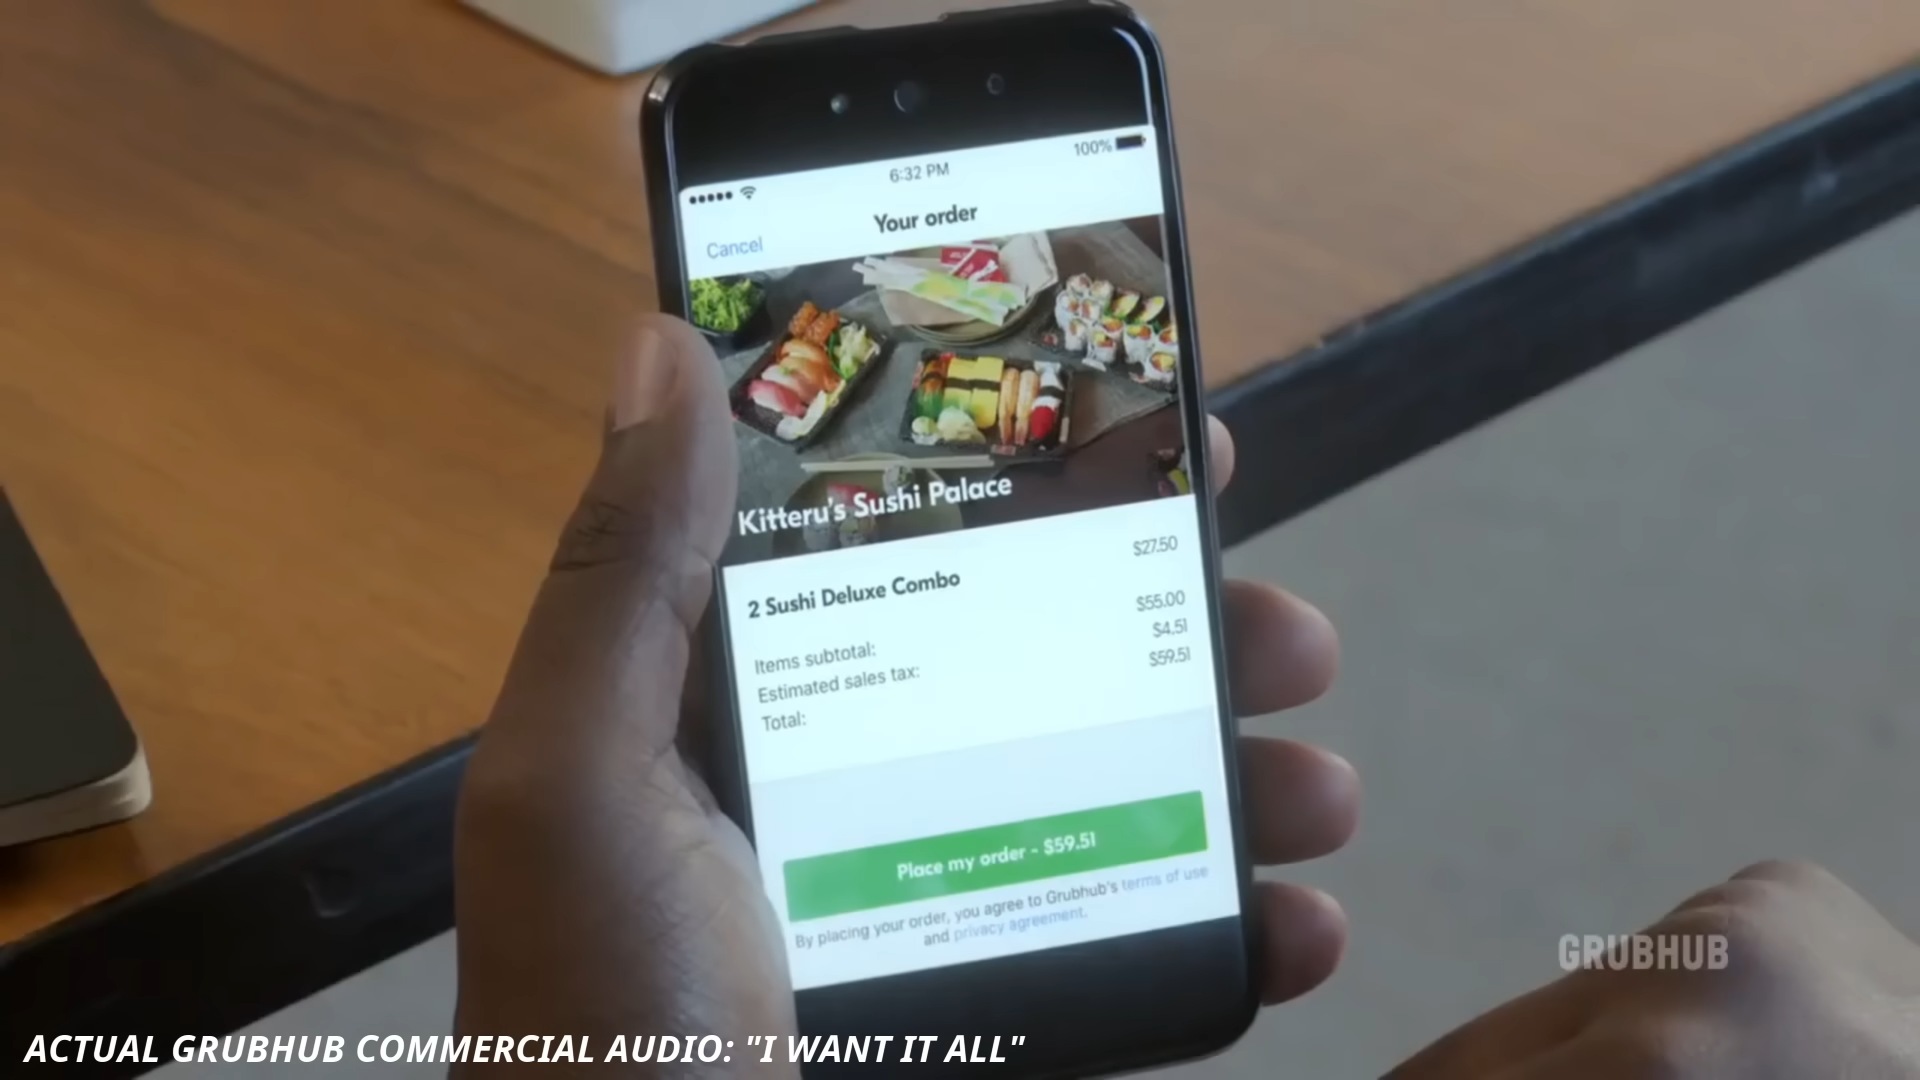 6:32 PM
100%
Cancel
Your order
Kitteru's Sushi Palace
2 Sushi Deluxe Combo
$27.50
Items subtotal:
$55.00
Estimated sales tax:
$4.51
Total:
$59.51
Place my order - $59.51
By placing your order, you agree to Grubhub's terms of use
and privacy agreement.
GRUBHUB
ACTUAL GRUBHUB COMMERCIAL AUDIO: "I WANT IT ALL"